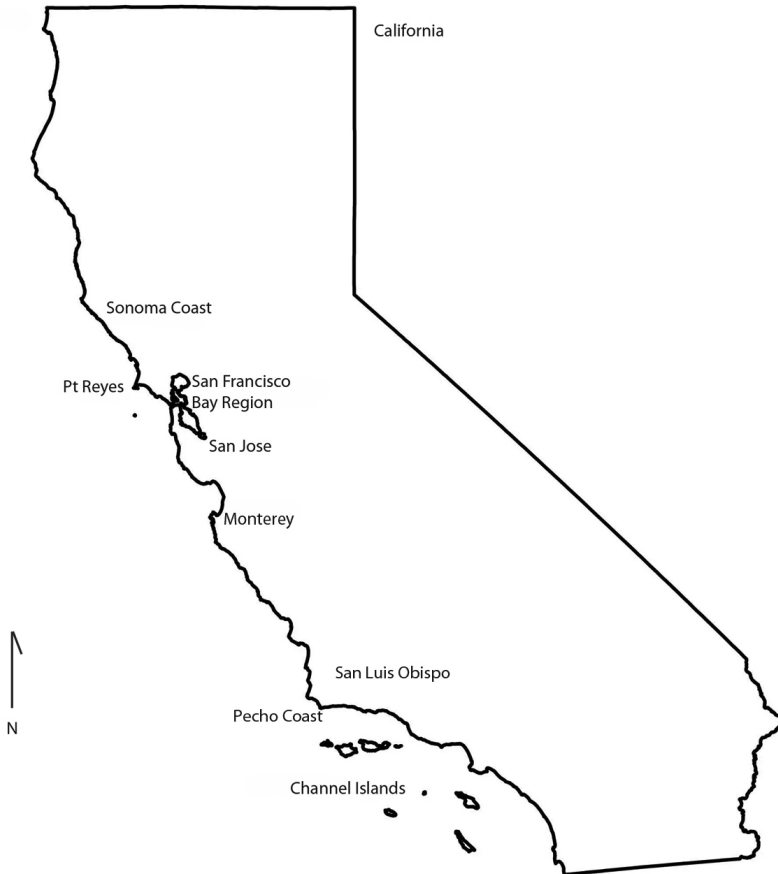 California
Sonoma Coast
Pt Reyes
San Francisco
Bay Region
San Jose
Monterey
San Luis Obispo
Pecho Coast
N
Channel Islands